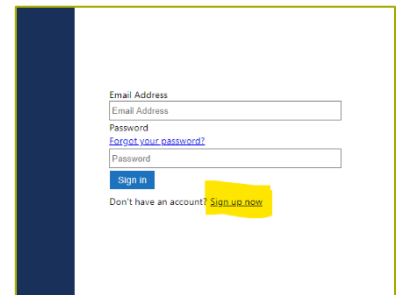 Email Address
Email Address
Password
Forgot your password?
Password
Sign in
Don't have an account? Sign up now